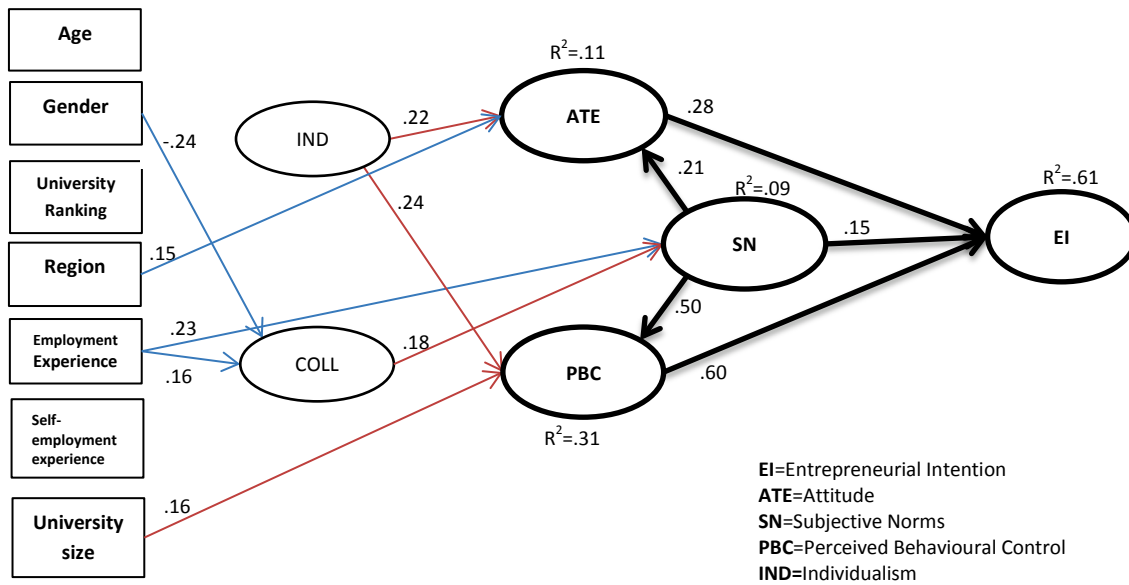 Age
Gender
University
Ranking
Region
Employment
Experience
Self-
employment
experience
University
size
-.24
.15
.23
.16
.16
IND
.22
.24
COLL
.18
R²=.11
ATE
.28
.21
R²=.09
SN
.15
.50
PBC
.60
R²=.31
R²=.61
EI
EI=Entrepreneurial Intention
ATE=Attitude
SN=Subjective Norms
PBC=Perceived Behavioural Control
IND=Individualism